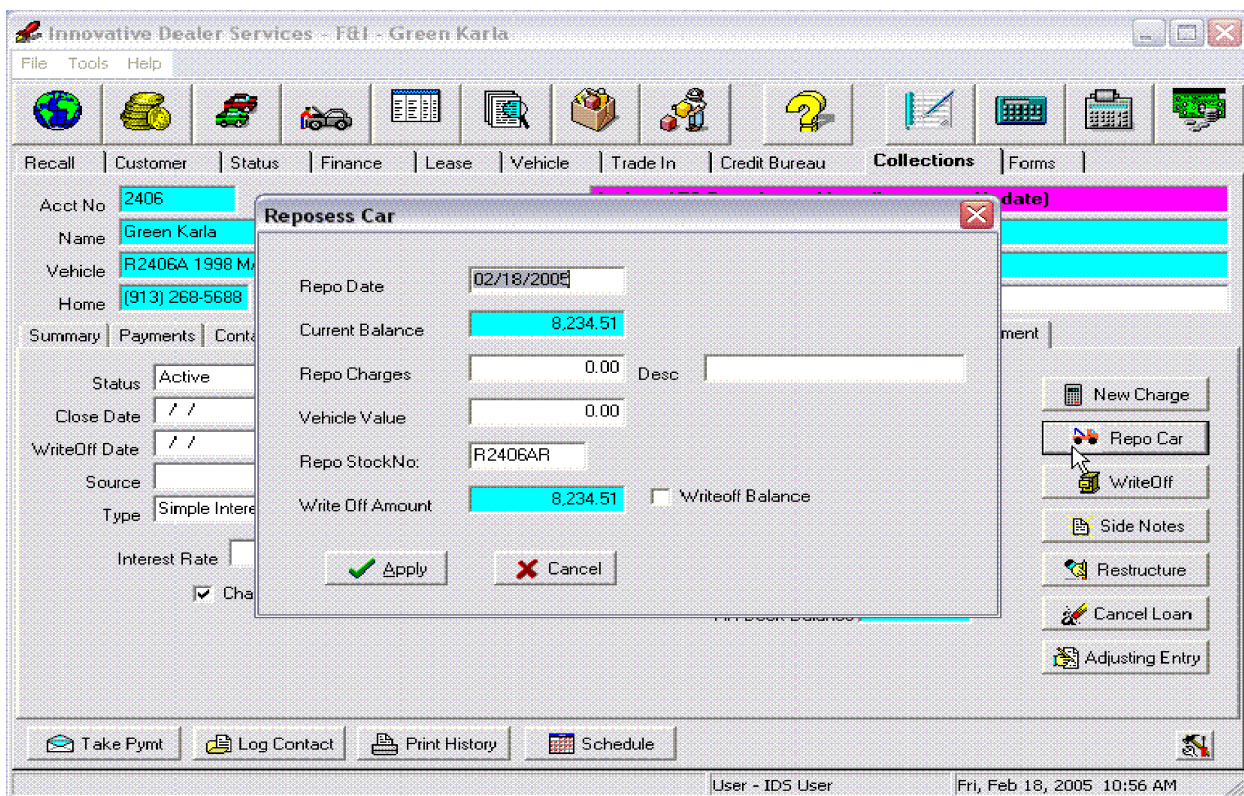 Innovative Dealer Services - F&I - Green Karla
File Tools Help
Recall Customer Status Finance Lease Vehicle Trade In Credit Bureau Collections Forms
Acct No 2406
date)
Name Green Karla
Vehicle R2406A 1998 M
Home (913) 268-5688
Summary Payments Conta
ment
Status Active
Close Date / /
WriteOff Date / /
Source
Type Simple Intere
Interest Rate
Cha
Reposess Car
Repo Date 02/18/2005
Current Balance 8,234.51
Repo Charges 0.00 Desc
Vehicle Value 0.00
Repo StockNo: R2406AR
Write Off Amount 8,234.51 Writeoff Balance
Apply Cancel
New Charge
Repo Car
WriteOff
Side Notes
Restructure
Cancel Loan
Adjusting Entry
Take Pymt Log Contact Print History Schedule
User - IDS User Fri, Feb 18, 2005 10:56 AM